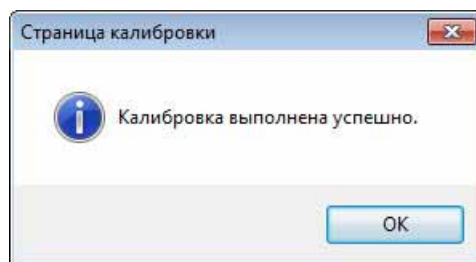 Страница калибровки
Калибровка выполнена успешно.
OK